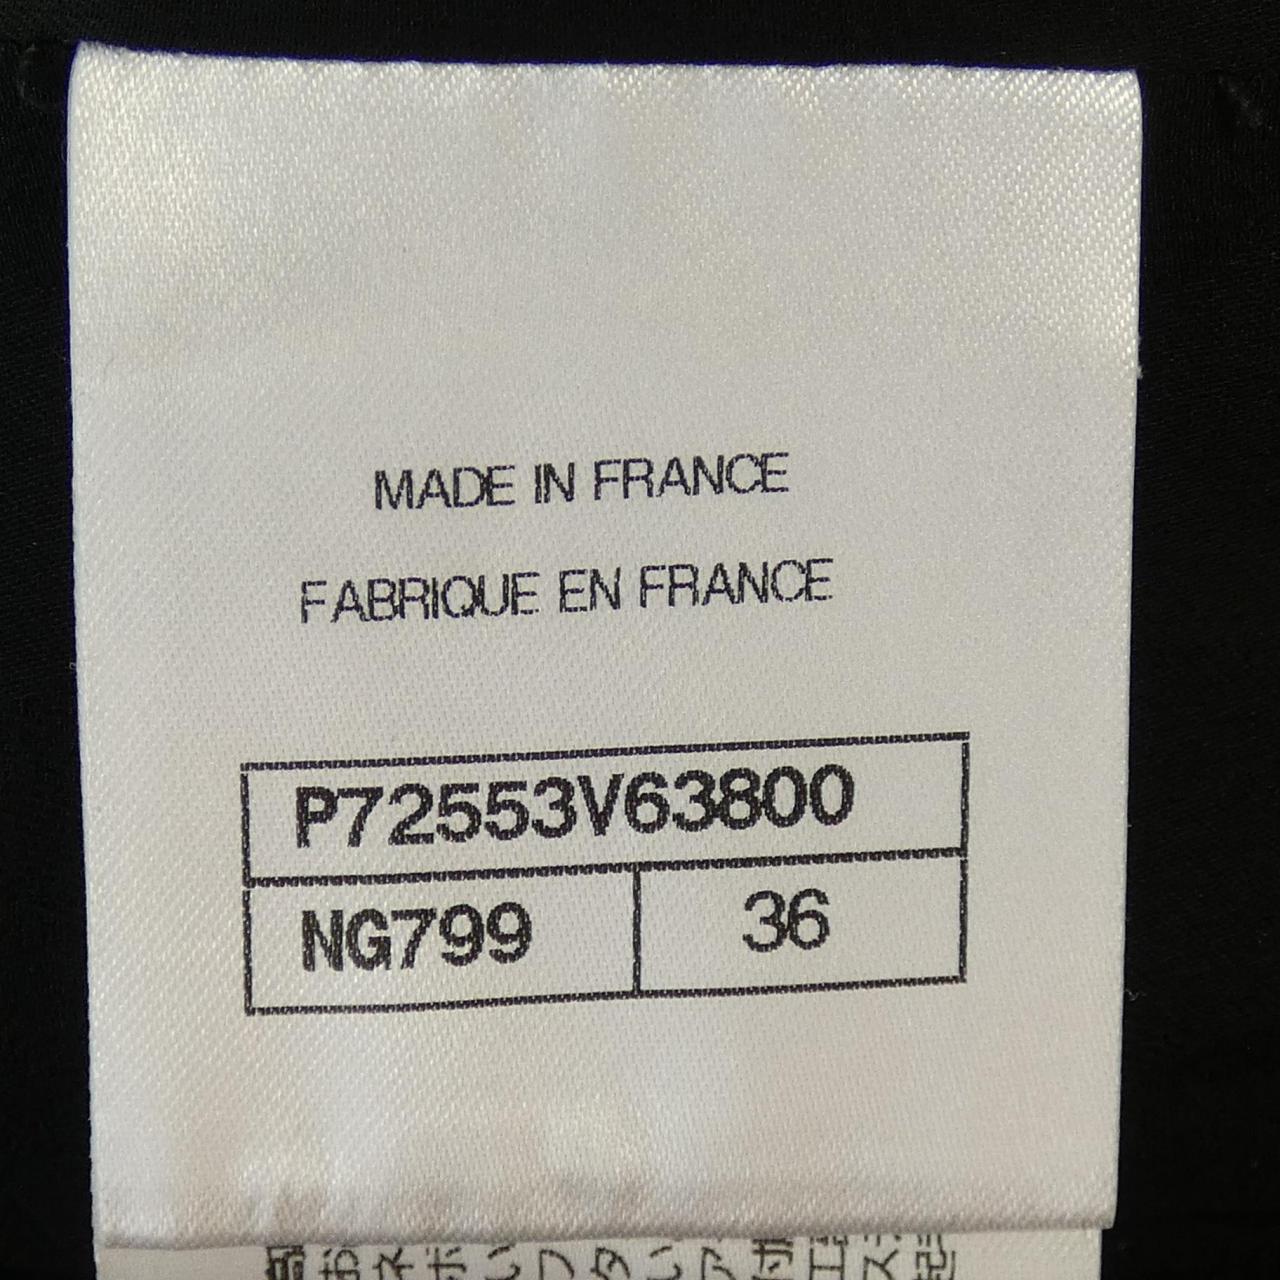 MADE IN FRANCE
FABRIQUE EN FRANCE
P72553V63800
NG799 36